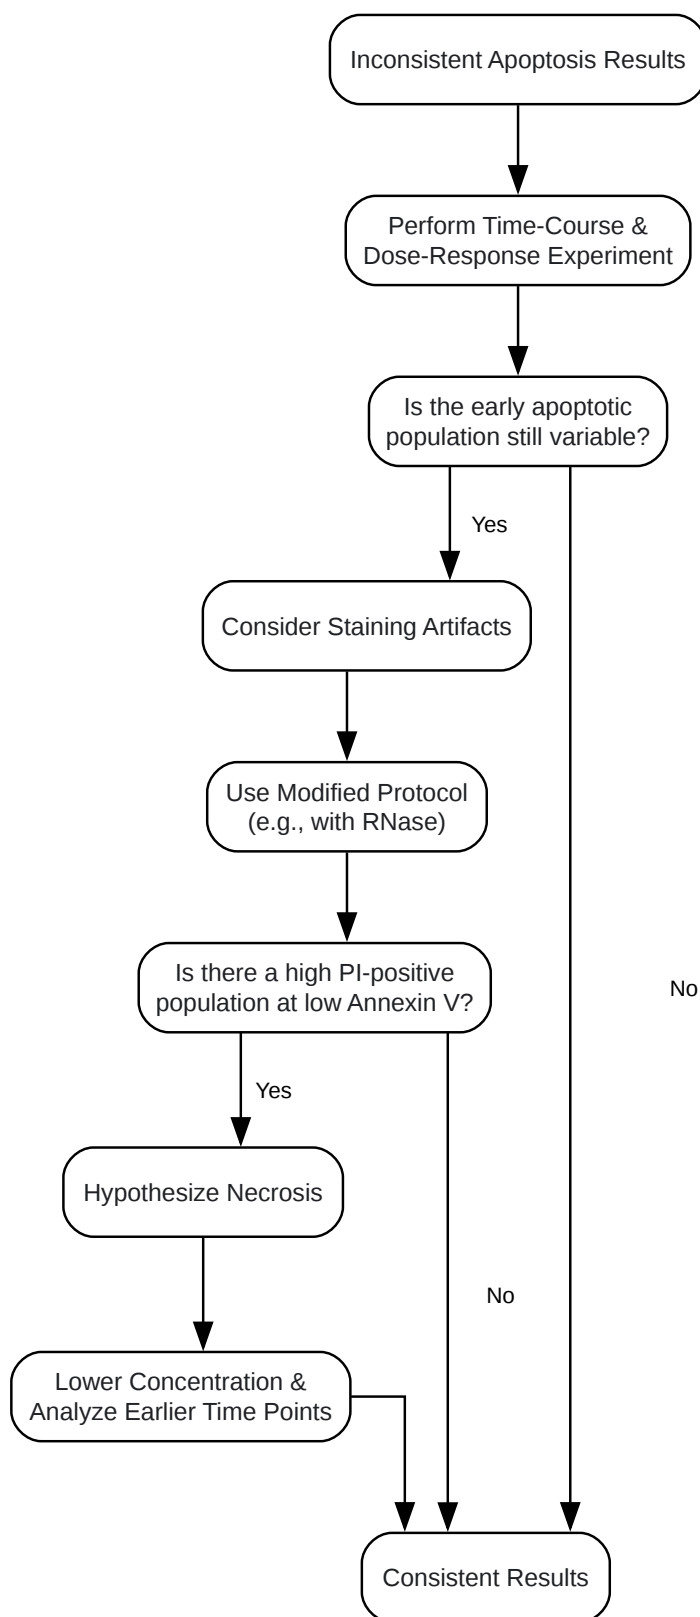 Inconsistent Apoptosis Results
Perform Time-Course &
Dose-Response Experiment
Is the early apoptotic
population still variable?
Yes
Consider Staining Artifacts
Use Modified Protocol
(e.g., with RNase)
Is there a high PI-positive
population at low Annexin V?
No
Yes
Hypothesize Necrosis
No
Lower Concentration &
Analyze Earlier Time Points
Consistent Results